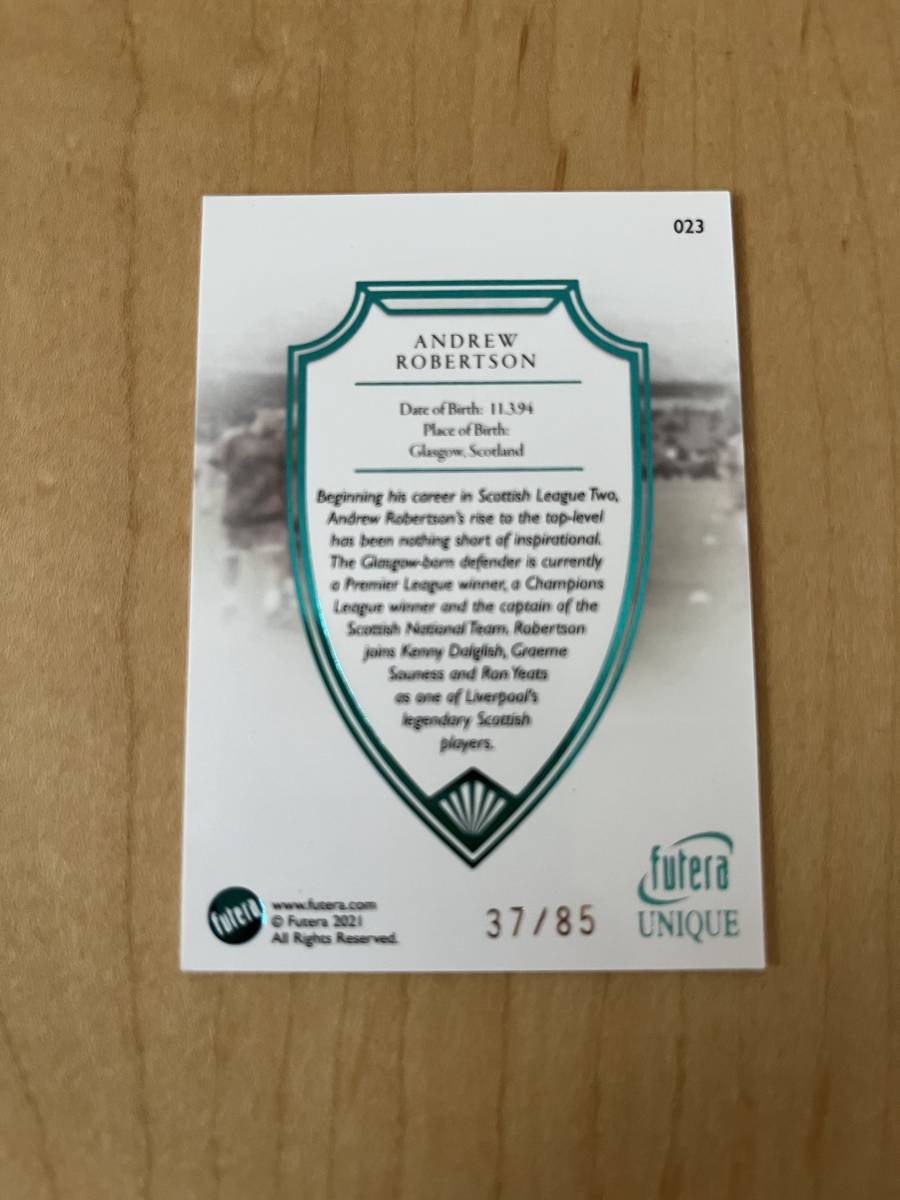 023
ANDREW
ROBERTSON
Date of Birth: 11.3.94
Place of Birth:
Glasgow, Scotland
Beginning his career in Scottish League Two,
Andrew Robertson's rise to the top-level
has been nothing short of inspirational.
The Glasgow-born defender is currently
a Premier League winner, a Champions
League winner and the captain of the
Scottish National Team. Robertson
joins Kenny Dalglish, Graeme
Souness and Ron Yeats
as one of Liverpool's
legendary Scottish
players.
futera
UNIQUE
futera
www.futera.com
© Futera 2021
All Rights Reserved.
37/85